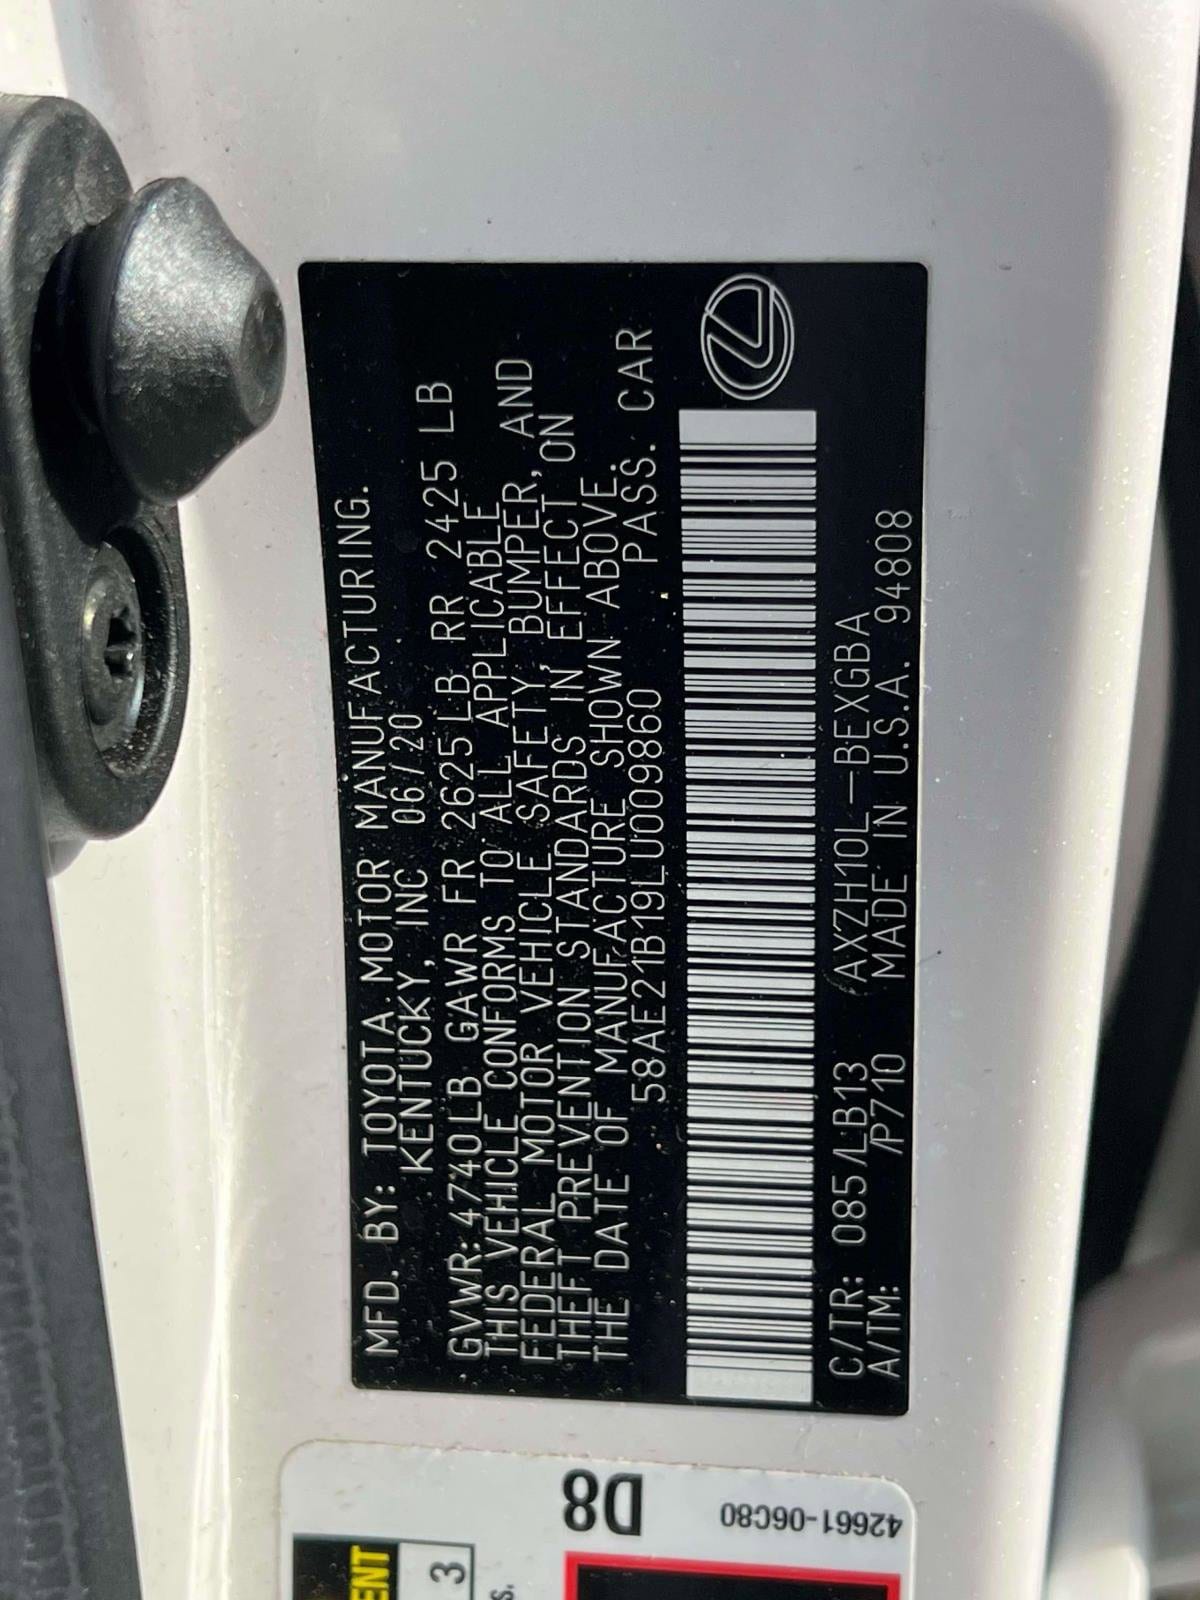 MFD. BY: TOYOTA MOTOR MANUFACTURING.
KENTUCKY, INC 06/20
GVWR: 4740LB GAWR FR 2625LB RR 2425 LB
THIS VEHICLE CONFORMS TO ALL APPLICABLE
FEDERAL MOTOR VEHICLE SAFETY, BUMPER, AND
THEFT PREVENTION STANDARDS IN EFFECT ON
THE DATE OF MANUFACTURE SHOWN ABOVE.
58AE21B19LU009860 PASS. CAR
C/TR: 085/LB13 AXZH10L-BEXGBA
A/TM: /P710 MADE IN U.S.A. 94808
D8
42661-06C80
3